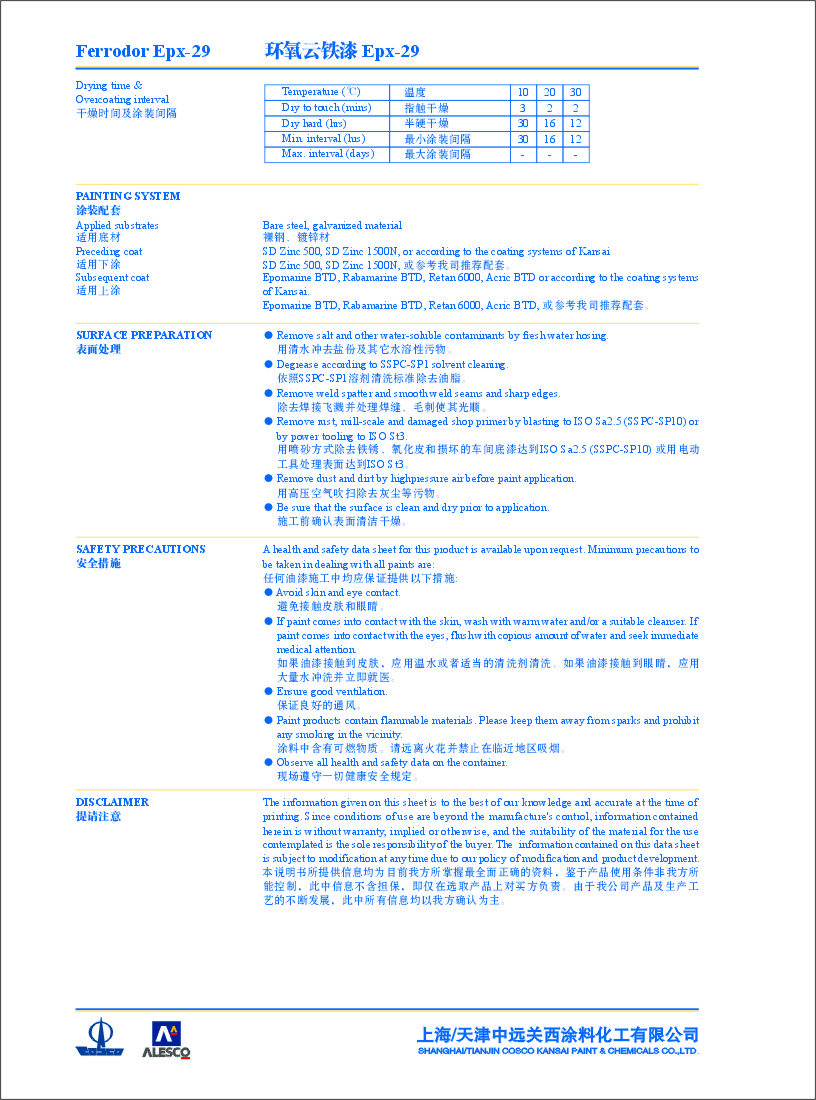 Ferrodor Epx-29 环氧云铁漆 Epx-29
Drying time &
Overcoating interval
干燥时间及涂装间隔
Temperature (℃) 温度 10 20 30
Dry to touch (mins) 指触干燥 3 2 2
Dry hard (hrs) 半硬干燥 30 16 12
Min. interval (hrs) 最小涂装间隔 30 16 12
Max. interval (days) 最大涂装间隔 - - -
PAINTING SYSTEM
涂装配套
Applied substrates Bare steel, galvanized material
适用底材 裸钢、镀锌材
Preceding coat SD Zinc 500, SD Zinc 1500N, or according to the coating systems of Kansai
适用下涂 SD Zinc 500, SD Zinc 1500N, 或参考我司推荐配套。
Subsequent coat Epomarine BTD, Rabamarine BTD, Retan 6000, Acric BTD or according to the coating systems
适用上涂 of Kansai.
Epomarine BTD, Rabamarine BTD, Retan 6000, Acric BTD, 或参考我司推荐配套。
SURFACE PREPARATION
表面处理
● Remove salt and other water-soluble contaminants by fresh water hosing.
用清水冲去盐份及其它水溶性污物。
● Degrease according to SSPC-SP1 solvent cleaning.
依照SSPC-SP1溶剂清洗标准除去油脂。
● Remove weld spatter and smooth weld seams and sharp edges.
除去焊接飞溅并处理焊缝、毛刺使其光顺。
● Remove rust, mill-scale and damaged shop primer by blasting to ISO Sa2.5 (SSPC-SP10) or
by power tooling to ISO St3.
用喷砂方式除去铁锈、氧化皮和损坏的车间底漆达到ISO Sa2.5 (SSPC-SP10) 或用电动
工具处理表面达到ISO St3。
● Remove dust and dirt by highpressure air before paint application.
用高压空气吹扫除去灰尘等污物。
● Be sure that the surface is clean and dry prior to application.
施工前确认表面清洁干燥。
SAFETY PRECAUTIONS
安全措施
A health and safety data sheet for this product is available upon request. Minimum precautions to
be taken in dealing with all paints are:
任何油漆施工中均应保证提供以下措施:
● Avoid skin and eye contact.
避免接触皮肤和眼睛。
● If paint comes into contact with the skin, wash with warm water and/or a suitable cleanser. If
paint comes into contact with the eyes, flush with copious amount of water and seek immediate
medical attention.
如果油漆接触到皮肤，应用温水或者适当的清洗剂清洗。如果油漆接触到眼睛，应用
大量水冲洗并立即就医。
● Ensure good ventilation.
保证良好的通风。
● Paint products contain flammable materials. Please keep them away from sparks and prohibit
any smoking in the vicinity.
涂料中含有可燃物质。请远离火花并禁止在临近地区吸烟。
● Observe all health and safety data on the container.
现场遵守一切健康安全规定。
DISCLAIMER
提请注意
The information given on this sheet is to the best of our knowledge and accurate at the time of
printing. Since conditions of use are beyond the manufacture's control, information contained
herein is without warranty, implied or otherwise, and the suitability of the material for the use
contemplated is the sole responsibility of the buyer. The information contained on this data sheet
is subject to modification at any time due to our policy of modification and product development.
本说明书所提供信息均为目前我方所掌握最全面正确的资料，鉴于产品使用条件非我方所
能控制，此中信息不含担保，即仅在选取产品上对买方负责。由于我公司产品及生产工
艺的不断发展，此中所有信息均以我方确认为主。
COSCO ALESCO 上海/天津中远关西涂料化工有限公司
SHANGHAI/TIANJIN COSCO KANSAI PAINT & CHEMICALS CO.,LTD.